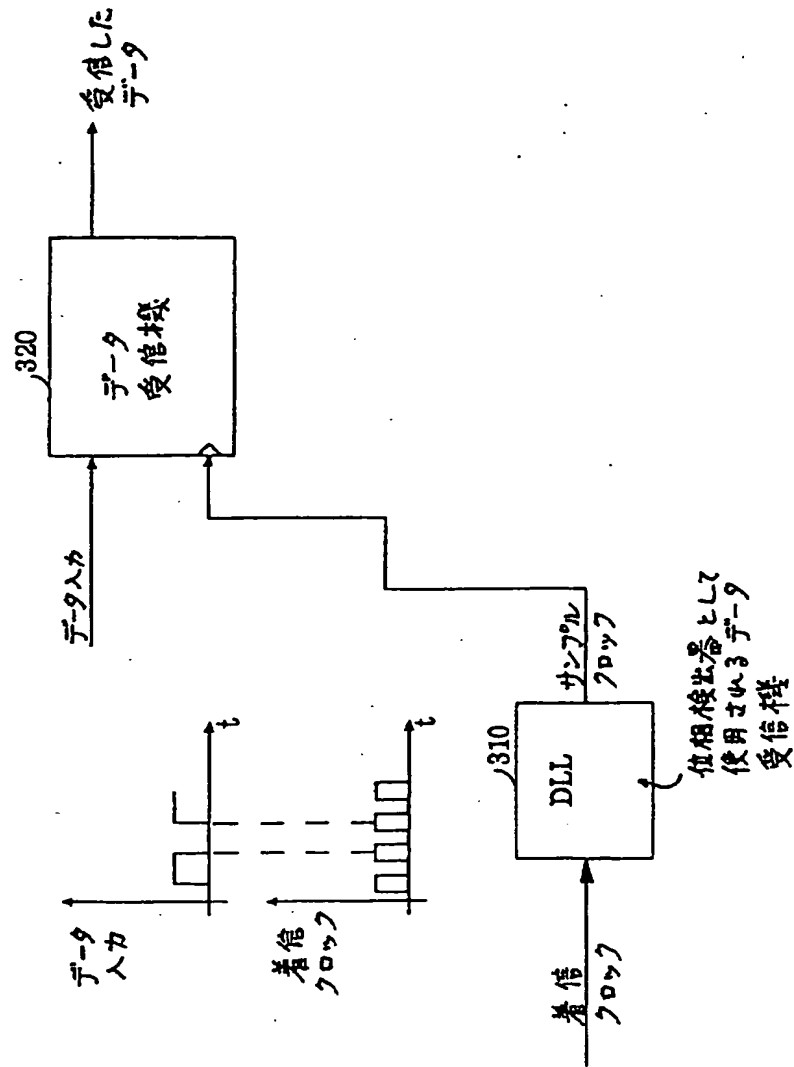 データ
入力
t
着信
クロック
t
データ入力
320
データ
受信機
受信した
データ
着信
クロック
310
DLL
サンプル
クロック
位相検出器として
使用されるデータ
受信機